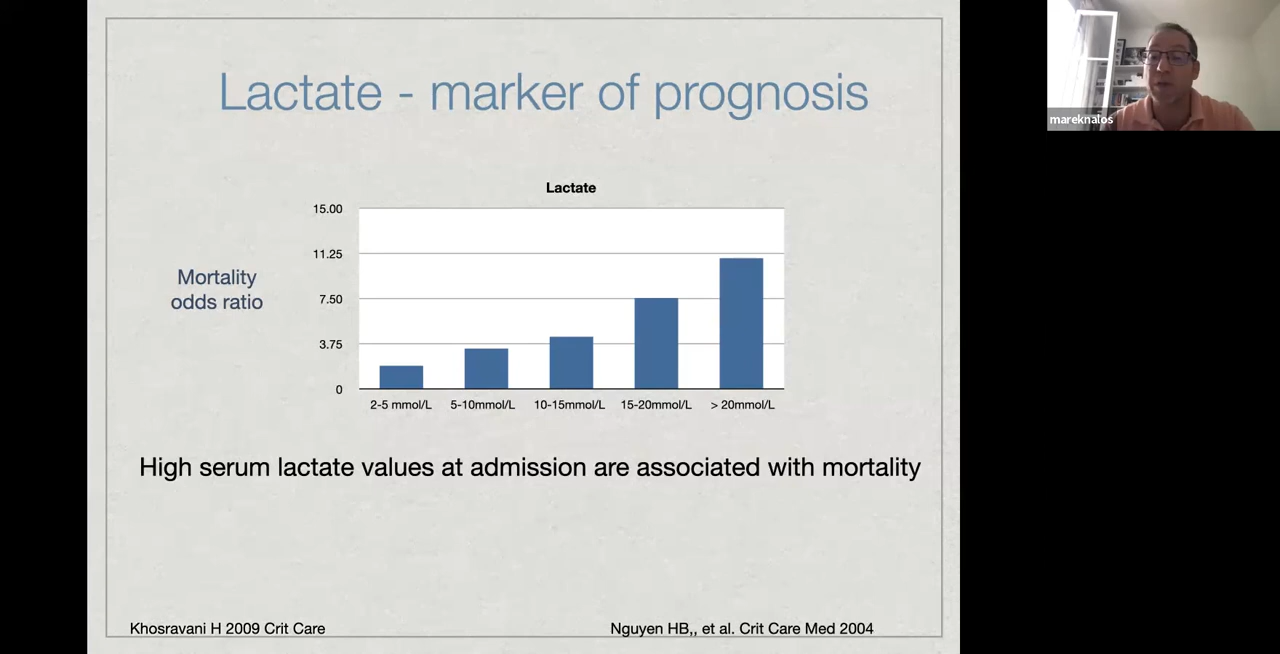 Lactate - marker of prognosis
Lactate
15.00
11.25
7.50
3.75
0
Mortality
odds ratio
2-5 mmol/L 5-10mmol/L 10-15mmol/L 15-20mmol/L > 20mmol/L
High serum lactate values at admission are associated with mortality
Khosravani H 2009 Crit Care
Nguyen HB,, et al. Crit Care Med 2004
mareknalos